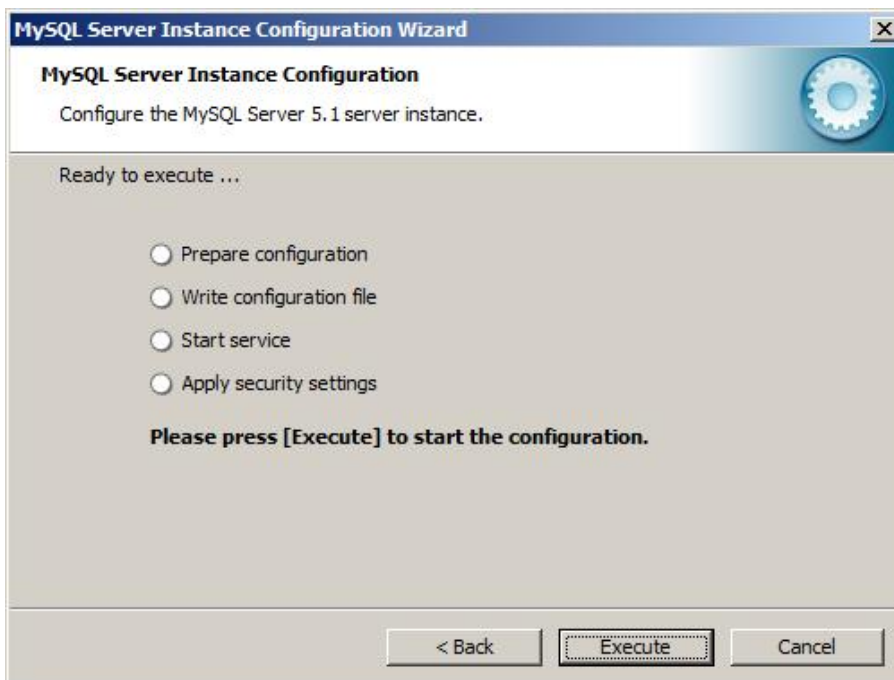 MySQL Server Instance Configuration Wizard
MySQL Server Instance Configuration
Configure the MySQL Server 5.1 server instance.
Ready to execute ...
Prepare configuration
Write configuration file
Start service
Apply security settings
Please press [Execute] to start the configuration.
< Back Execute Cancel